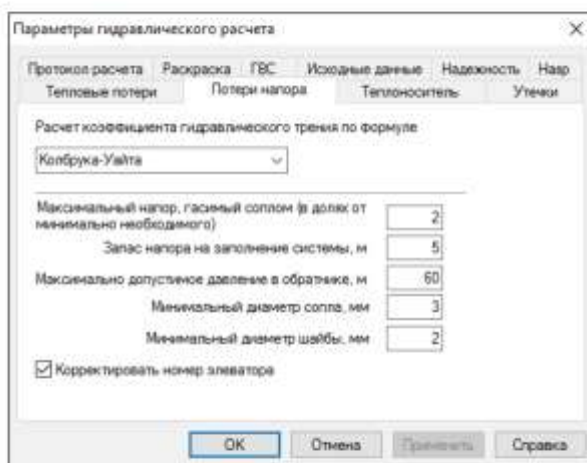 Параметры гидравлического расчета
Протокол расчета Раскраска ГВС Исходные данные НадежностьНазр
Тепловые потери Потери напора Теплоноситель Утечки
Расчет коэффициента гидравлического трения по формуле
Колбрука-Уайта
Максимальный напор, гасимый соплом (в долях от
минимально необходимого) 2
Запас напора на заполнение системы, м 5
Максимально допустимое давление в обратнике, м 60
Минимальный диаметр сопла, мм 3
Минимальный диаметр шайбы, мм 2
Корректировать номер элеватора
ОК Отмена Применить Справка